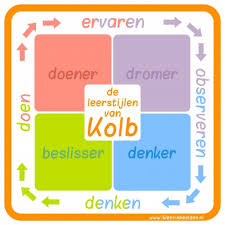 ervaren
doener
dromer
de
leerstijlen
van
Kolb
doen
observeren
beslisser
denker
denken